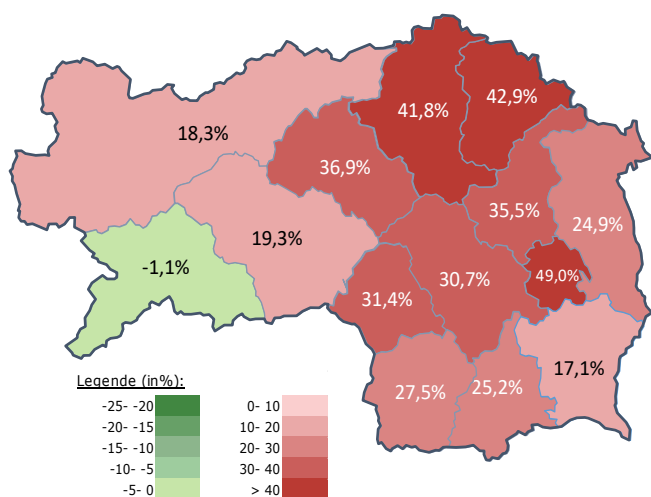 42,9%
41,8%
18,3%
36,9%
35,5%
24,9%
19,3%
-1,1%
49,0%
30,7%
31,4%
17,1%
27,5%
25,2%
Legende (in%):
-25- -20 0- 10
-20- -15 10- 20
-15- -10 20- 30
-10- -5 30- 40
-5- 0 > 40